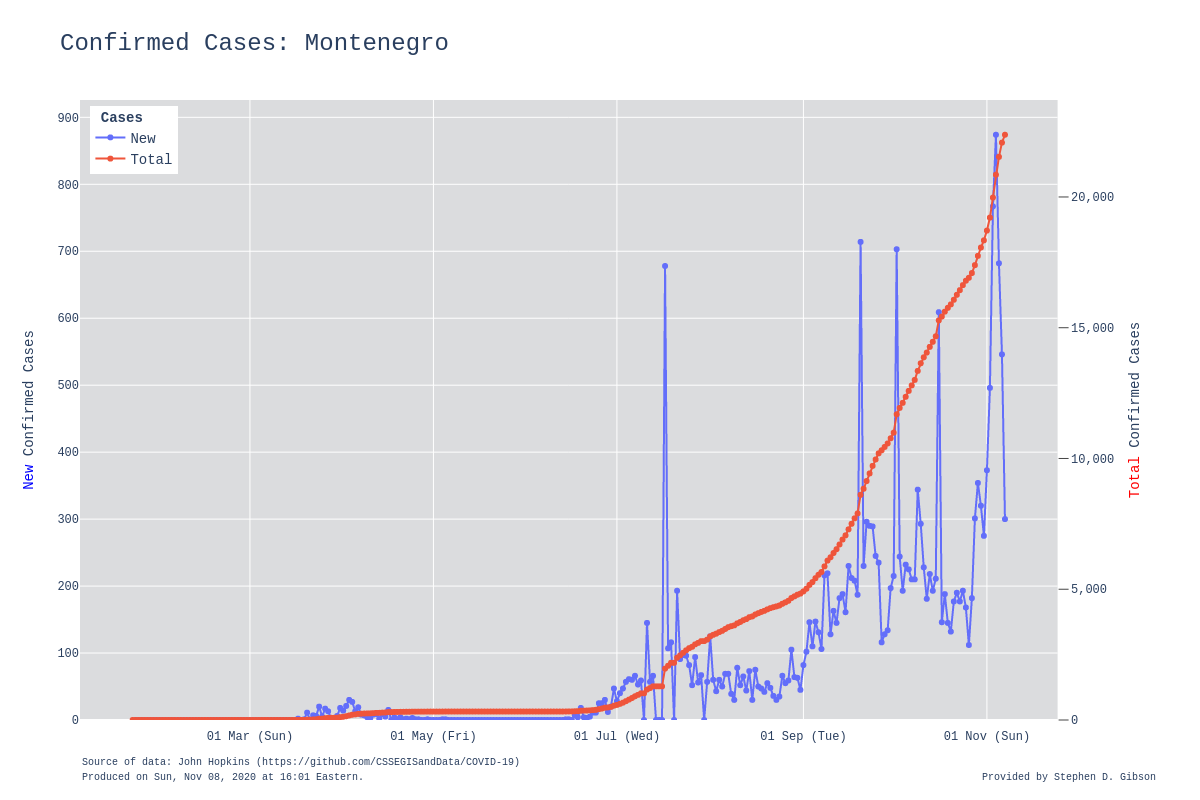 Confirmed Cases: Montenegro
Cases
New
Total
900
800
700
600
500
400
300
200
100
0
20,000
15,000
10,000
5,000
0
New Confirmed Cases
Total Confirmed Cases
01 Mar (Sun)
01 May (Fri)
01 Jul (Wed)
01 Sep (Tue)
01 Nov (Sun)
Source of data: John Hopkins (https://github.com/CSSEGISandData/COVID-19)
Produced on Sun, Nov 08, 2020 at 16:01 Eastern.
Provided by Stephen D. Gibson